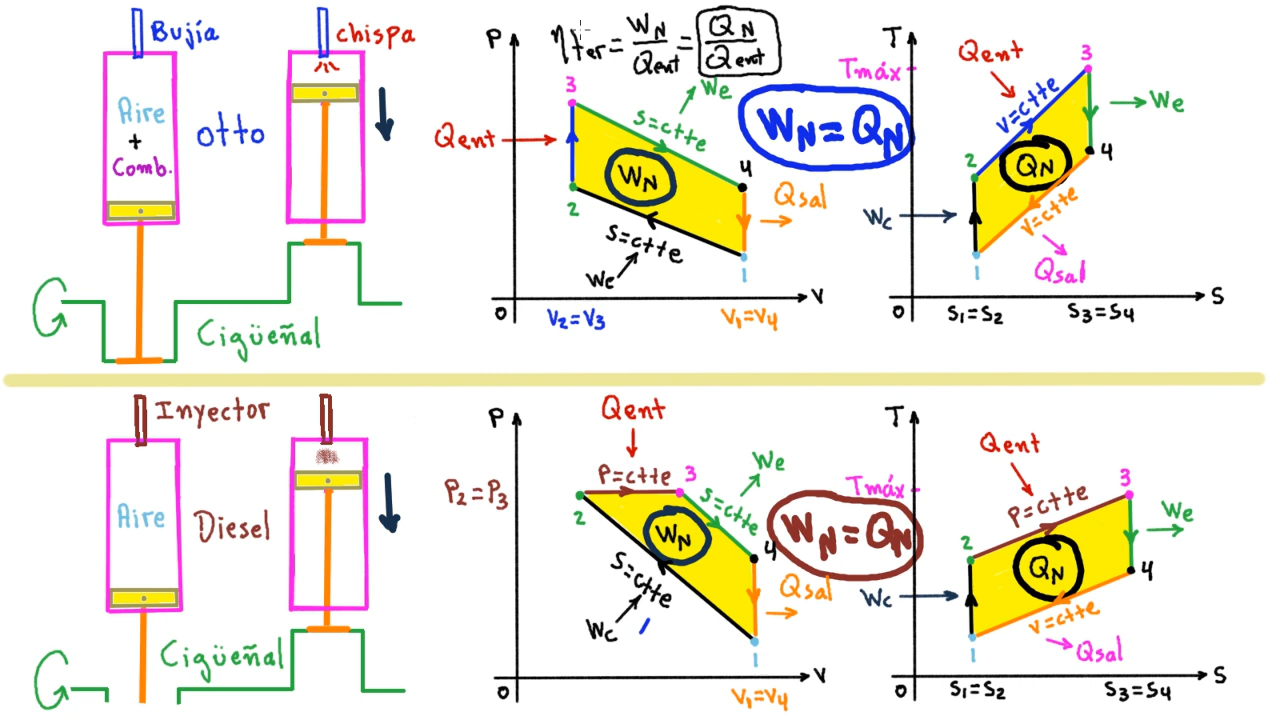 Bujía
chispa
Aire
+
Comb.
otto
Cigüeñal
P
ηter = WN/Qent = QN/Qent
3
We
S=ctte
Qent
WN
4
Qsal
2
S=ctte
We
1
0
V
V2=V3
V1=V4
WN=QN
T
Tmáx
Qent
3
V=ctte
We
2
QN
4
Wc
V=ctte
Qsal
1
0
S1=S2
S3=S4
S
Inyector
Aire
Diesel
Cigüeñal
P
Qent
P2=P3
P=ctte
3
We
2
S=ctte
WN
4
S=ctte
Qsal
Wc
1
0
V
V1=V4
WN=QN
T
Tmáx
Qent
3
P=ctte
We
2
QN
4
Wc
V=ctte
Qsal
1
0
S1=S2
S3=S4
S